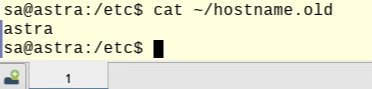 sa@astra:/etc$ cat ~/hostname.old
astra
sa@astra:/etc$
1